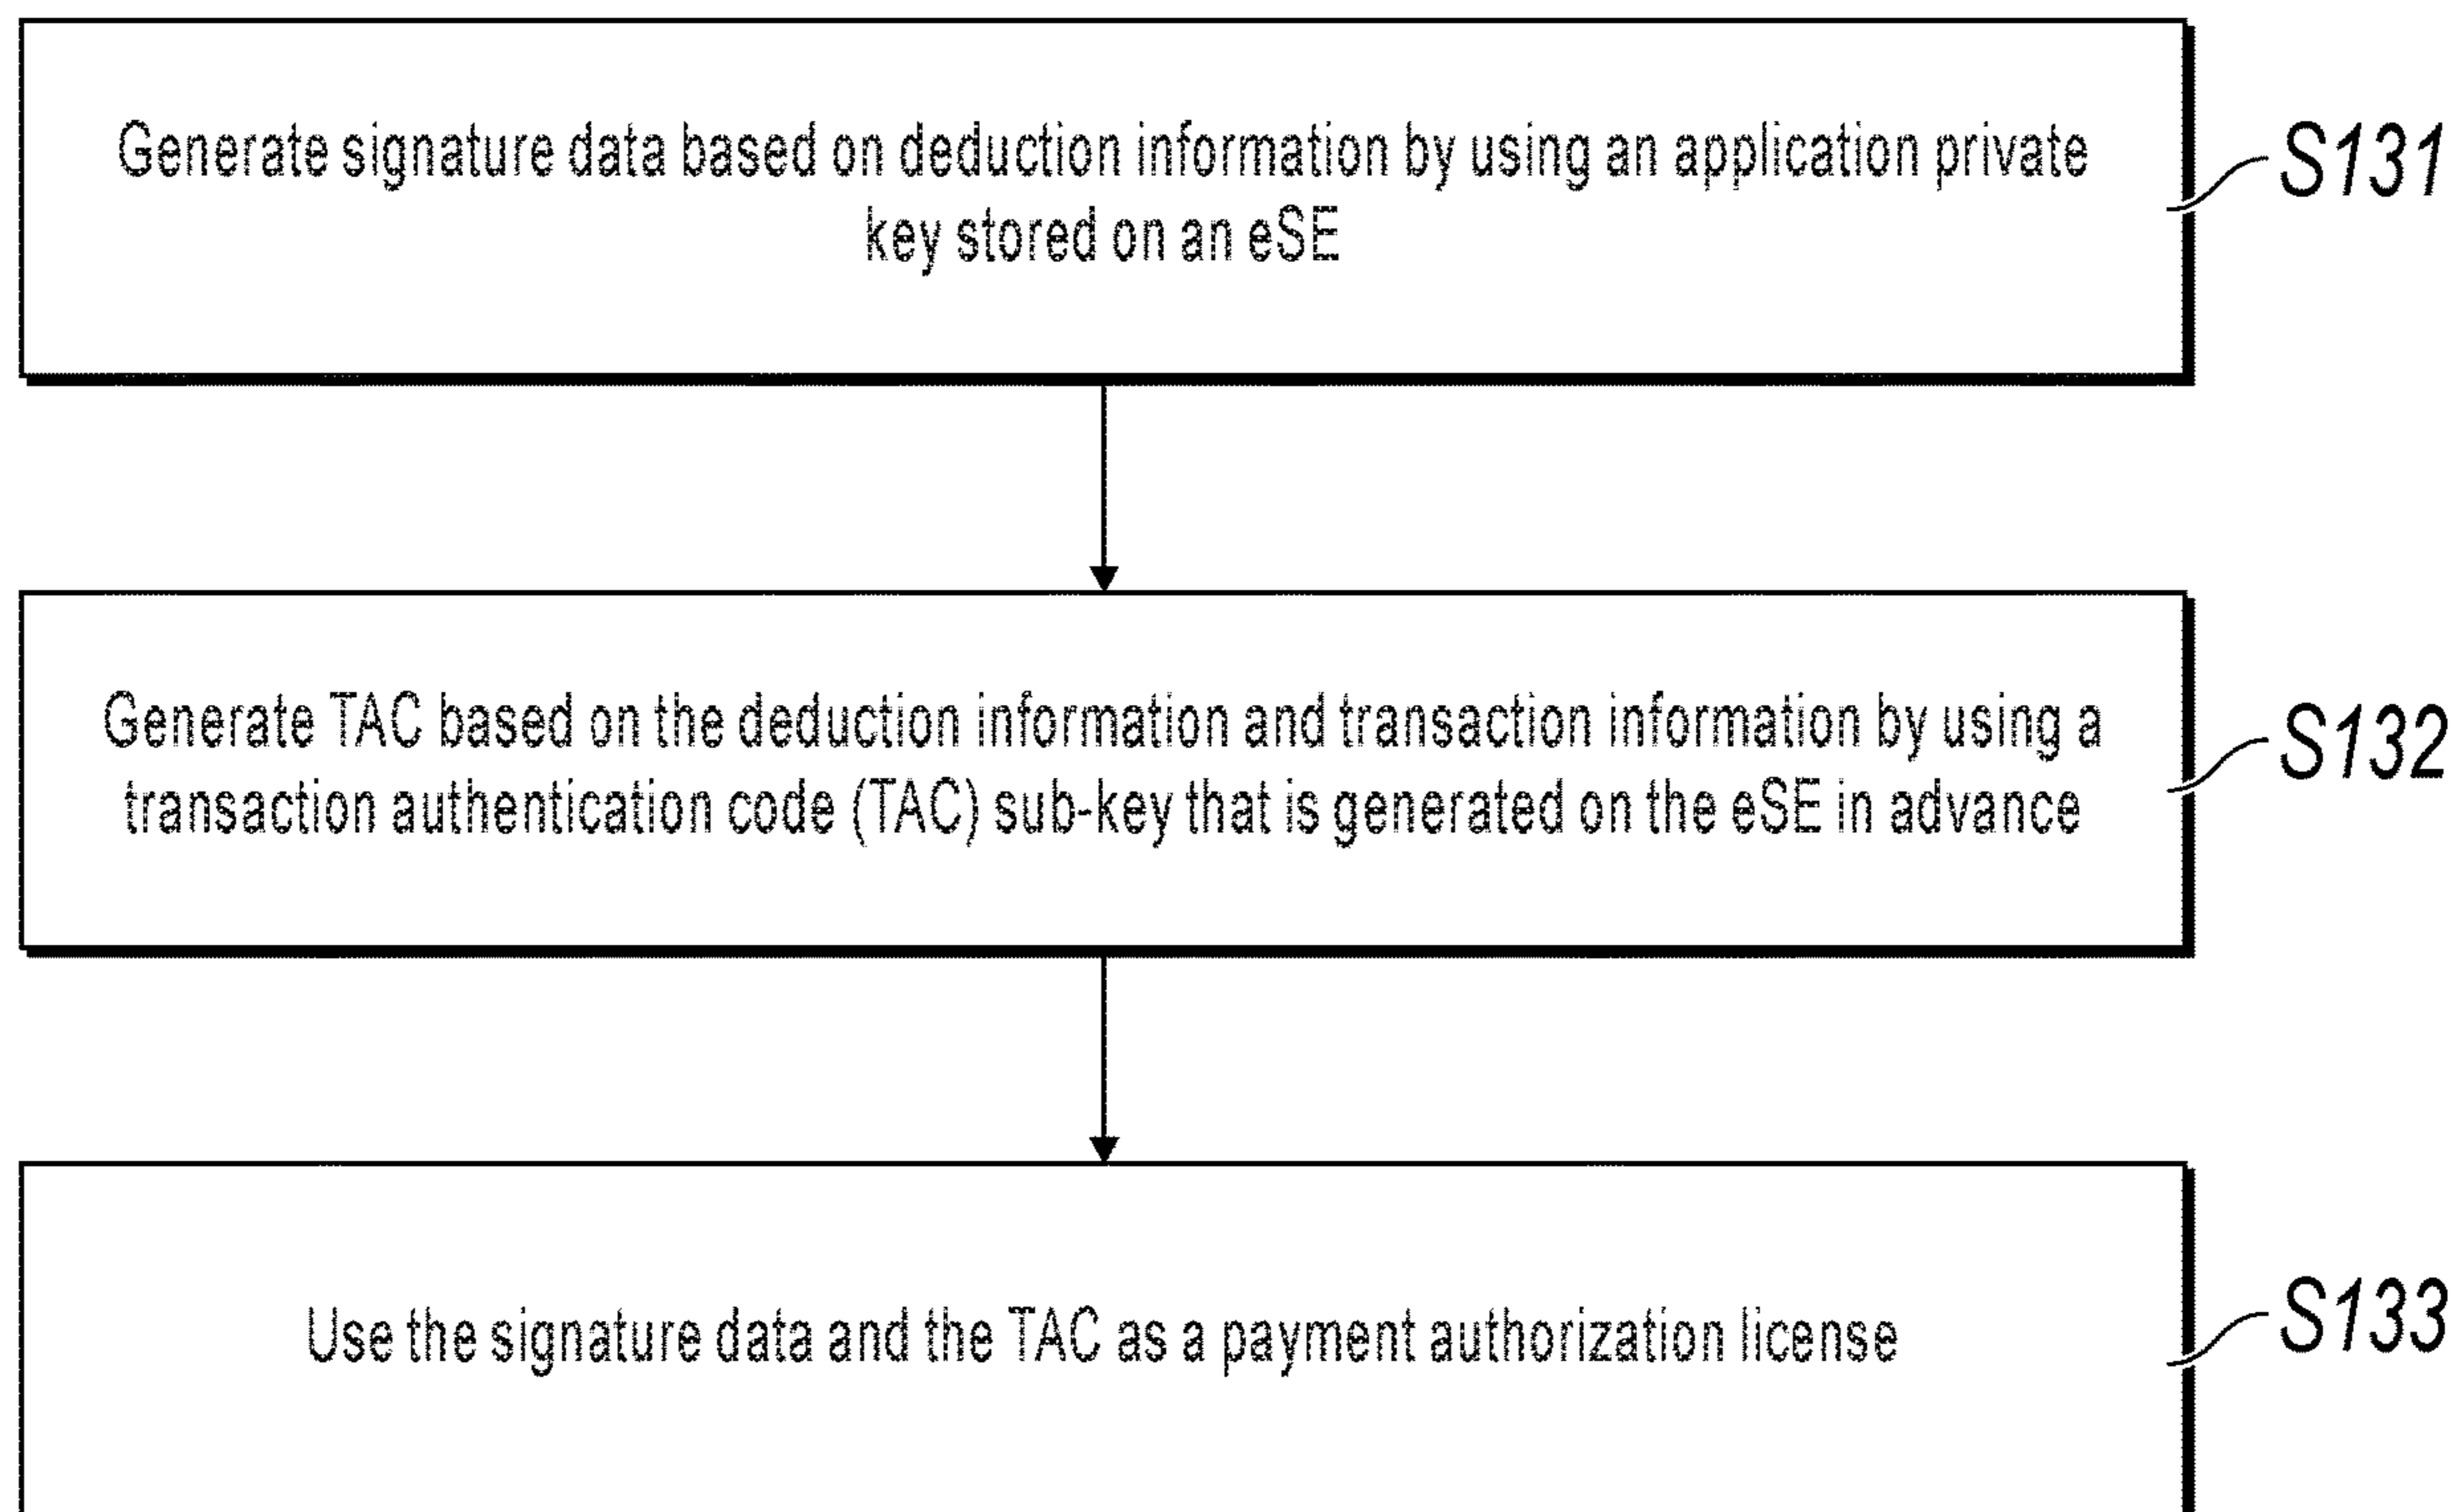 Generate signature data based on deduction information by using an application private
key stored on an eSE
S131
Generate TAC based on the deduction information and transaction information by using a
transaction authentication code (TAC) sub-key that is generated on the eSE in advance
S132
Use the signature data and the TAC as a payment authorization license
S133